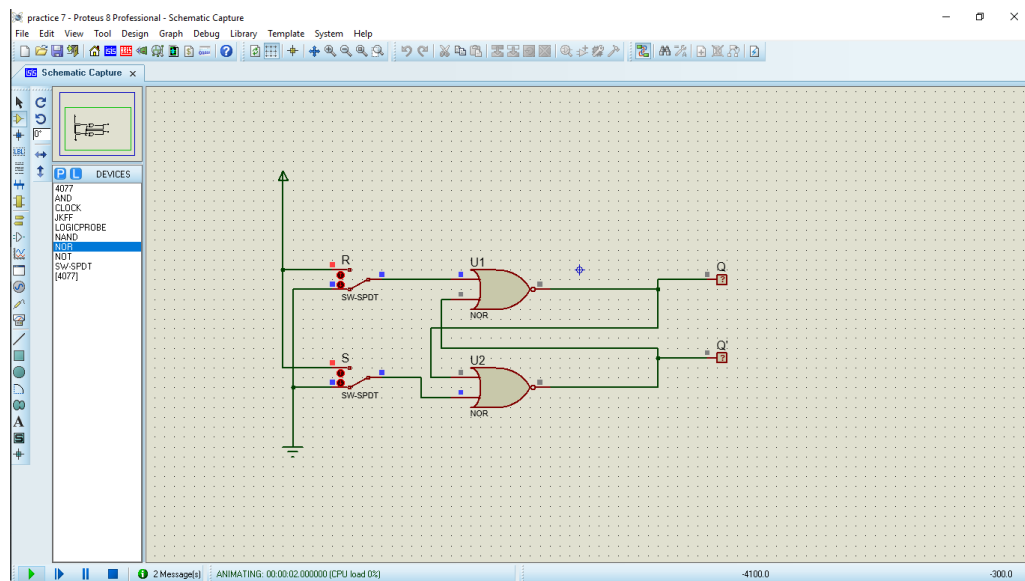 practice 7 - Proteus 8 Professional - Schematic Capture
File Edit View Tool Design Graph Debug Library Template System Help
Schematic Capture x
0°
P L DEVICES
4077
AND
CLOCK
JKFF
LOGICPROBE
NAND
NOR
NOT
SW-SPDT
[4077]
R
SW-SPDT
U1
NOR
Q
?
S
SW-SPDT
U2
NOR
Q'
?
2 Message(s) ANIMATING: 00:00:02.000000 (CPU load 0%) -4100.0 -300.0